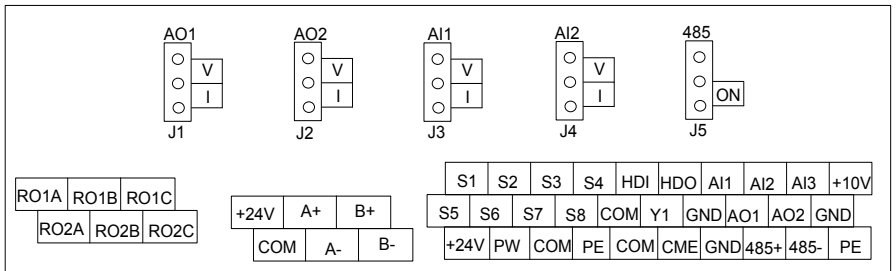 AO1 AO2 AI1 AI2 485
V V V V
I I I I ON
J1 J2 J3 J4 J5
S1 S2 S3 S4 HDI HDO AI1 AI2 AI3 +10V
RO1A RO1B RO1C
+24V A+ B+
S5 S6 S7 S8 COM Y1 GND AO1 AO2 GND
RO2A RO2B RO2C
COM A- B-
+24V PW COM PE COM CME GND 485+ 485- PE